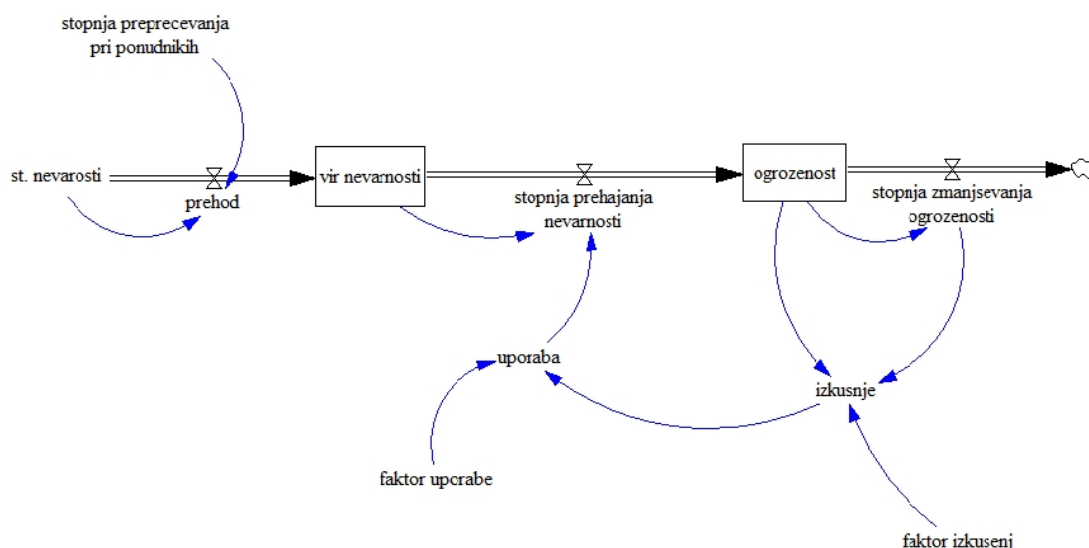 stopnja preprecevanja
pri ponudnikih
st. nevarosti
prehod
vir nevarnosti
stopnja prehajanja
nevarnosti
ogrozenost
stopnja zmanjsevanja
ogrozenosti
uporaba
izkusnje
faktor uporabe
faktor izkusenj